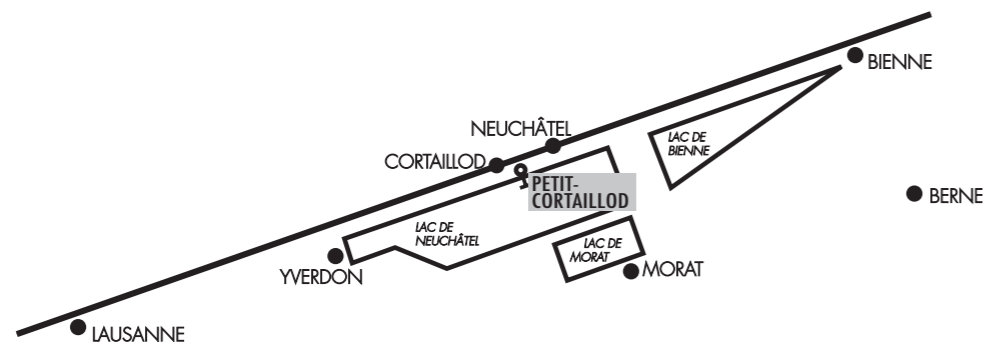 BIENNE
NEUCHÂTEL
LAC DE
BIENNE
CORTAILLOD
PETIT-
CORTAILLOD
BERNE
LAC DE
NEUCHÂTEL
LAC DE
MORAT
YVERDON
MORAT
LAUSANNE